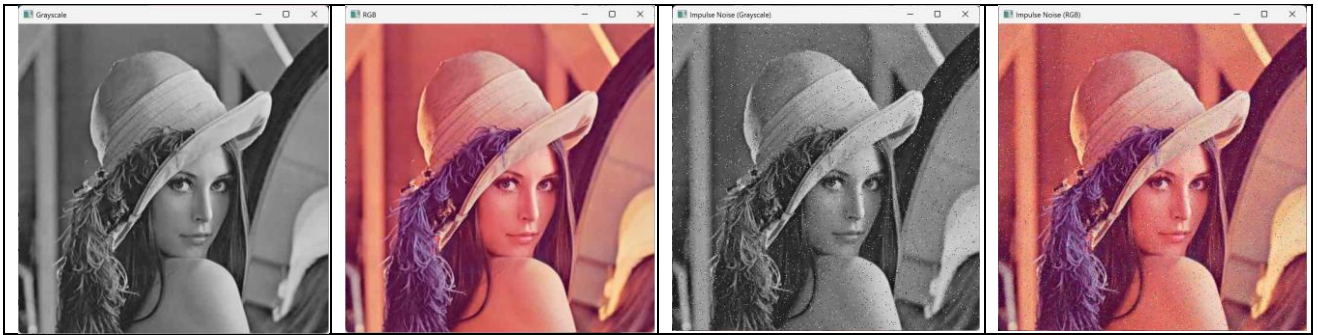 Grayscale
RGB
Impulse Noise (Grayscale)
Impulse Noise (RGB)